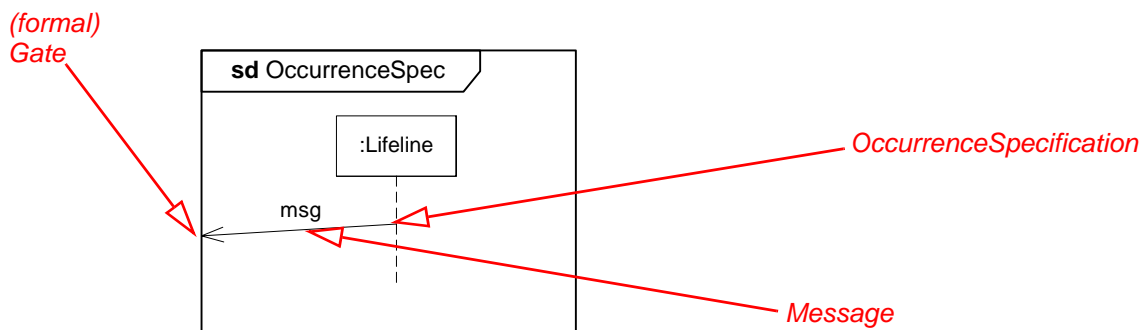 (formal)
Gate
sd OccurrenceSpec
:Lifeline
OccurrenceSpecification
msg
Message